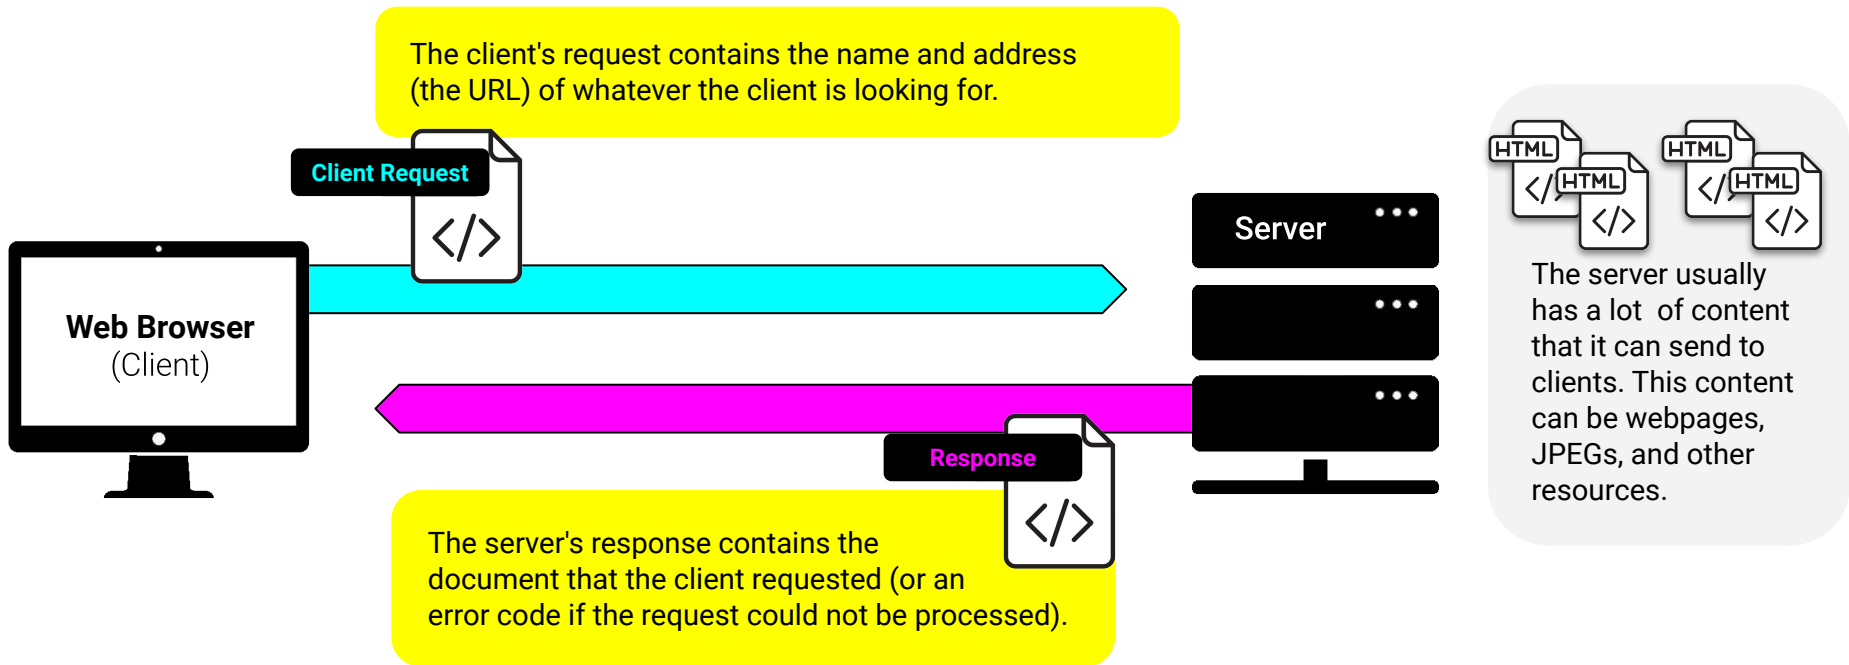 The client's request contains the name and address
(the URL) of whatever the client is looking for.
Client Request
</>
Web Browser
(Client)
Server
Response
</>
The server's response contains the
document that the client requested (or an
error code if the request could not be processed).
HTML
HTML
HTML
HTML
</>
</>
</>
</>
The server usually
has a lot of content
that it can send to
clients. This content
can be webpages,
JPEGs, and other
resources.